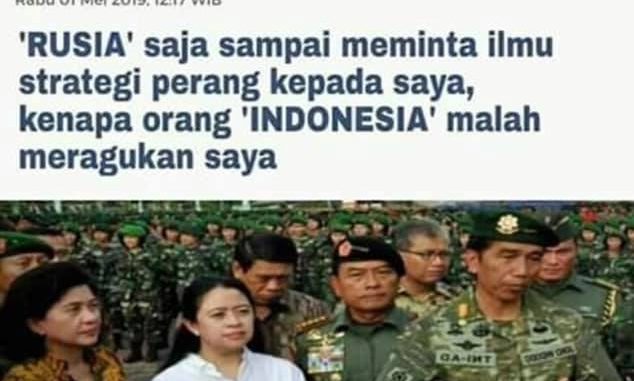 Rabu 01 Mei 2019, 12:17 WIB
'RUSIA' saja sampai meminta ilmu
strategi perang kepada saya,
kenapa orang 'INDONESIA' malah
meragukan saya